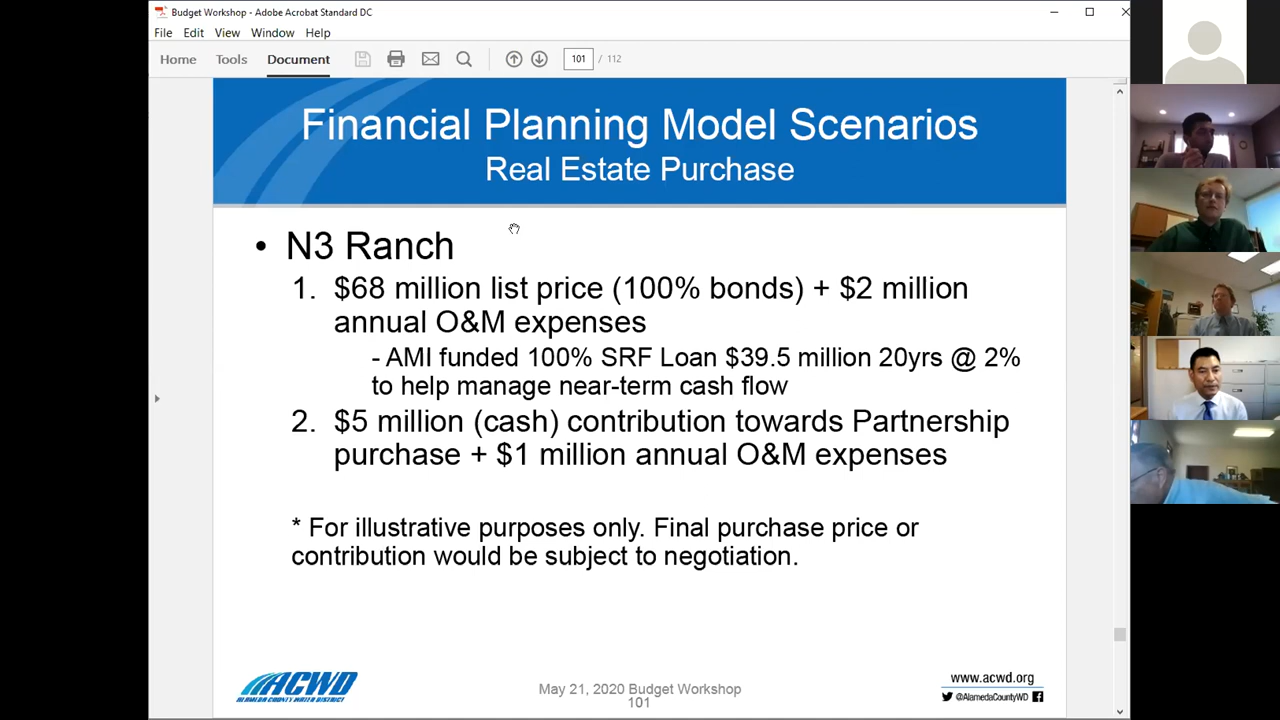 Budget Workshop - Adobe Acrobat Standard DC
File Edit View Window Help
Home Tools Document 101 / 112
Financial Planning Model Scenarios
Real Estate Purchase
• N3 Ranch
1. $68 million list price (100% bonds) + $2 million
annual O&M expenses
- AMI funded 100% SRF Loan $39.5 million 20yrs @ 2%
to help manage near-term cash flow
2. $5 million (cash) contribution towards Partnership
purchase + $1 million annual O&M expenses
* For illustrative purposes only. Final purchase price or
contribution would be subject to negotiation.
ACWD
ALAMEDA COUNTY WATER DISTRICT
May 21, 2020 Budget Workshop
101
www.acwd.org
@AlamedaCountyWD